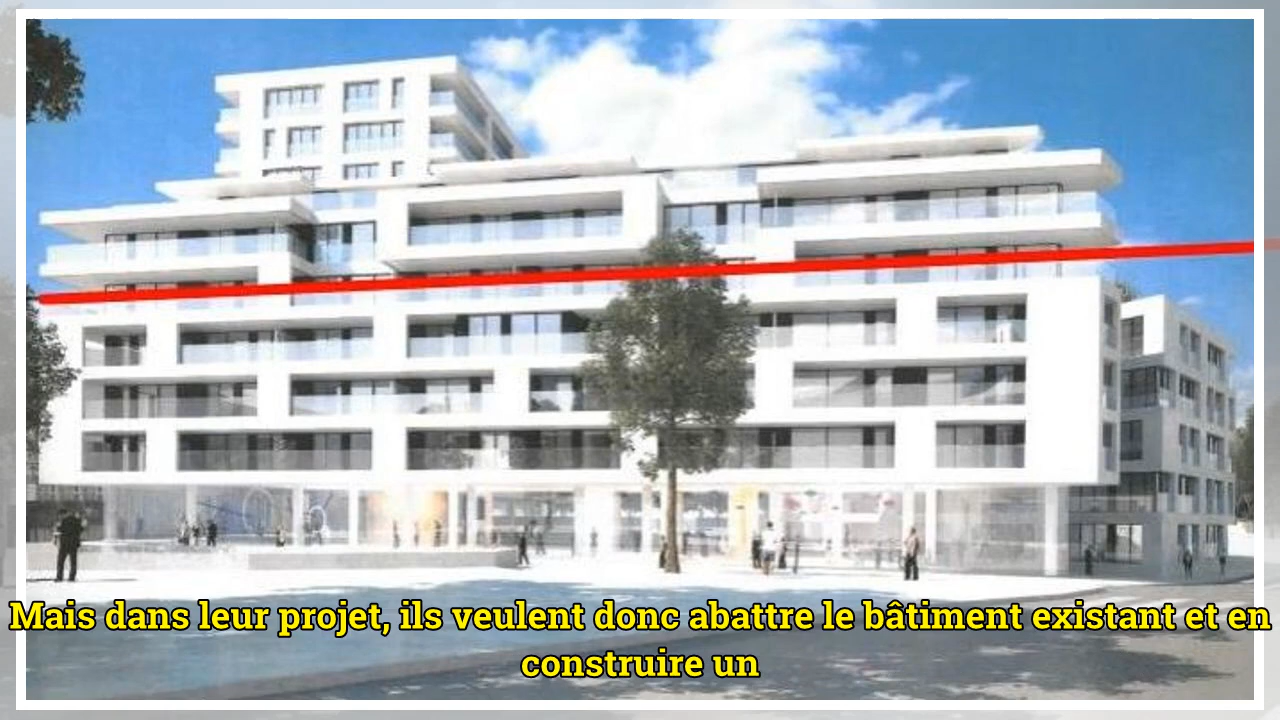 Mais dans leur projet, ils veulent donc abattre le bâtiment existant et en
construire un